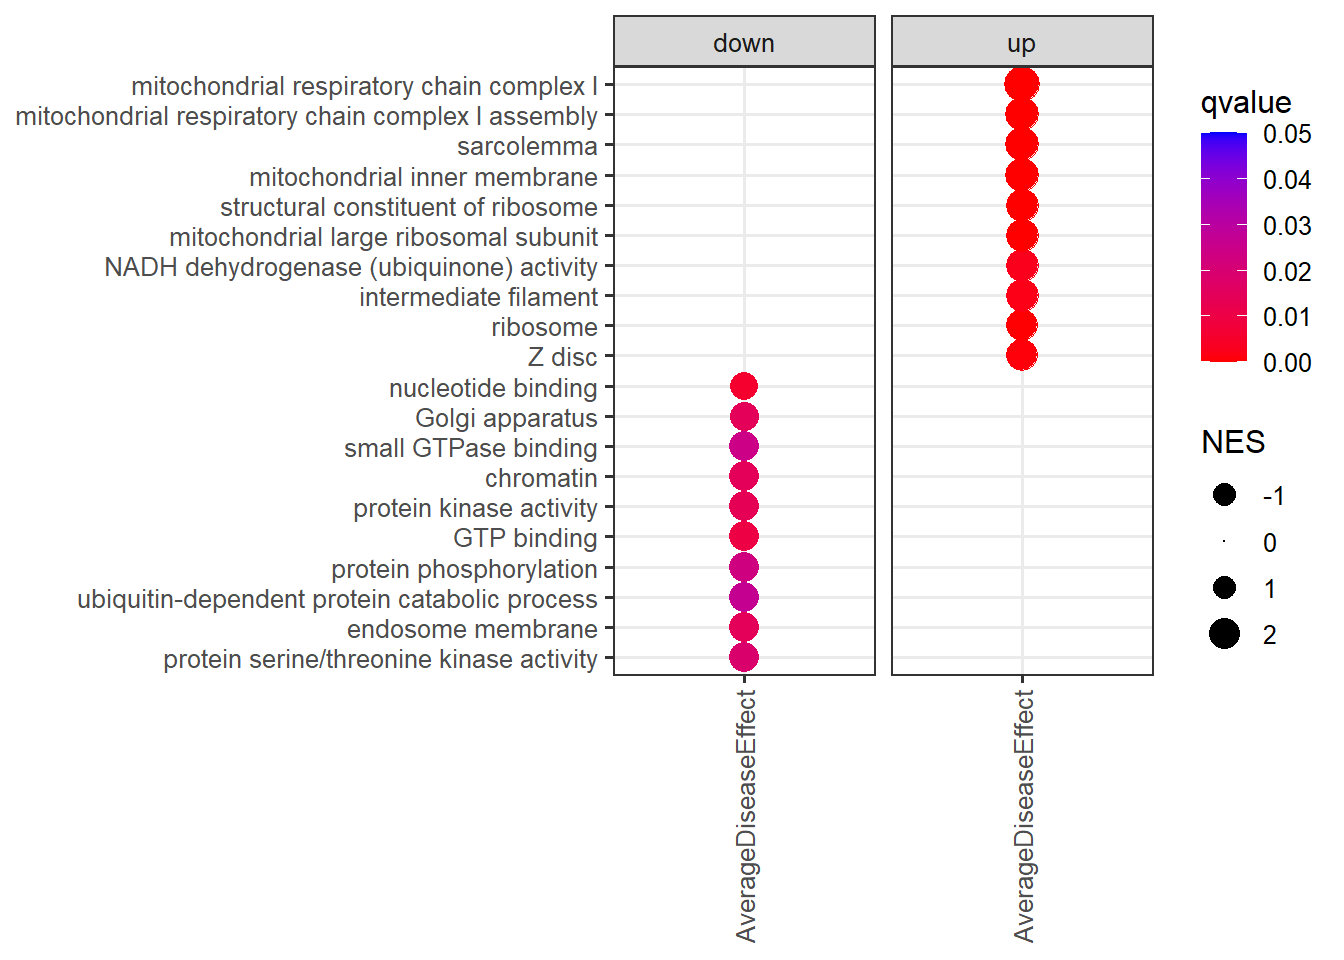 down
up
mitochondrial respiratory chain complex I
mitochondrial respiratory chain complex I assembly
sarcolemma
mitochondrial inner membrane
structural constituent of ribosome
mitochondrial large ribosomal subunit
NADH dehydrogenase (ubiquinone) activity
intermediate filament
ribosome
Z disc
nucleotide binding
Golgi apparatus
small GTPase binding
chromatin
protein kinase activity
GTP binding
protein phosphorylation
ubiquitin-dependent protein catabolic process
endosome membrane
protein serine/threonine kinase activity
AverageDiseaseEffect
AverageDiseaseEffect
qvalue
0.05
0.04
0.03
0.02
0.01
0.00
NES
-1
0
1
2